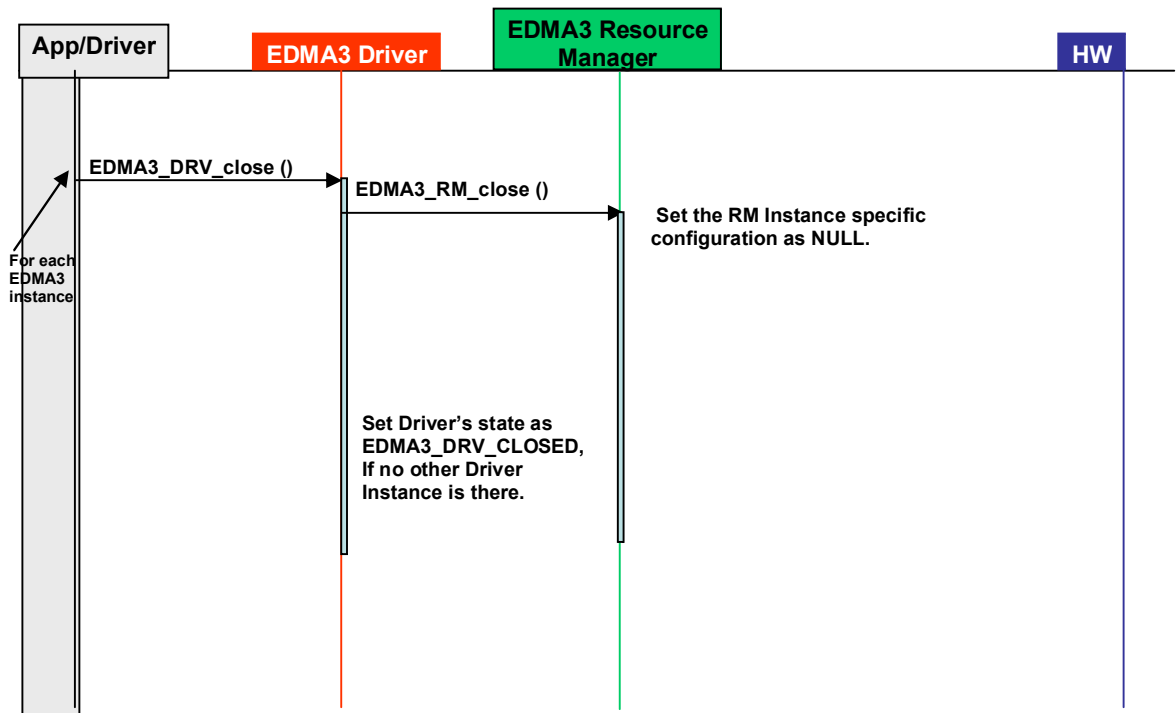 App/Driver
EDMA3 Driver
EDMA3 Resource
Manager
HW
EDMA3_DRV_close ()
EDMA3_RM_close ()
Set the RM Instance specific
configuration as NULL.
For each
EDMA3
instance
Set Driver’s state as
EDMA3_DRV_CLOSED,
If no other Driver
Instance is there.